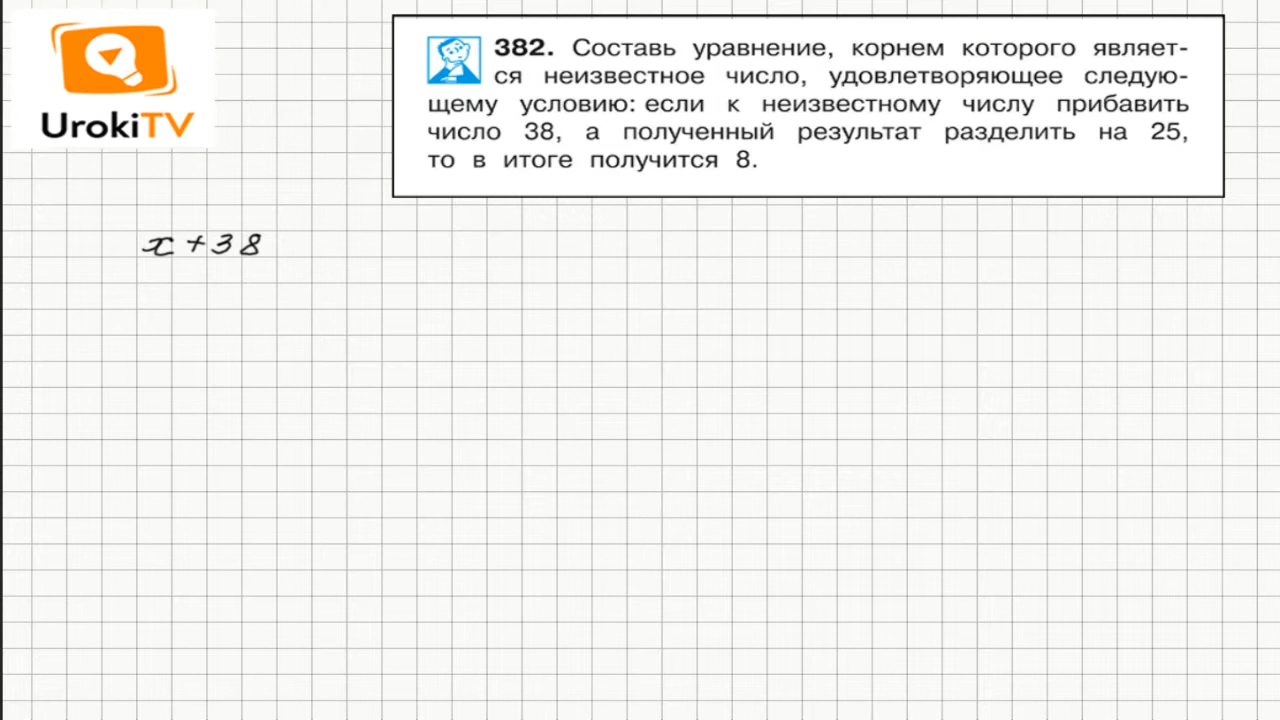 UrokiTV
382. Составь уравнение, корнем которого являет-
ся неизвестное число, удовлетворяющее следую-
щему условию: если к неизвестному числу прибавить
число 38, а полученный результат разделить на 25,
то в итоге получится 8.
x + 38